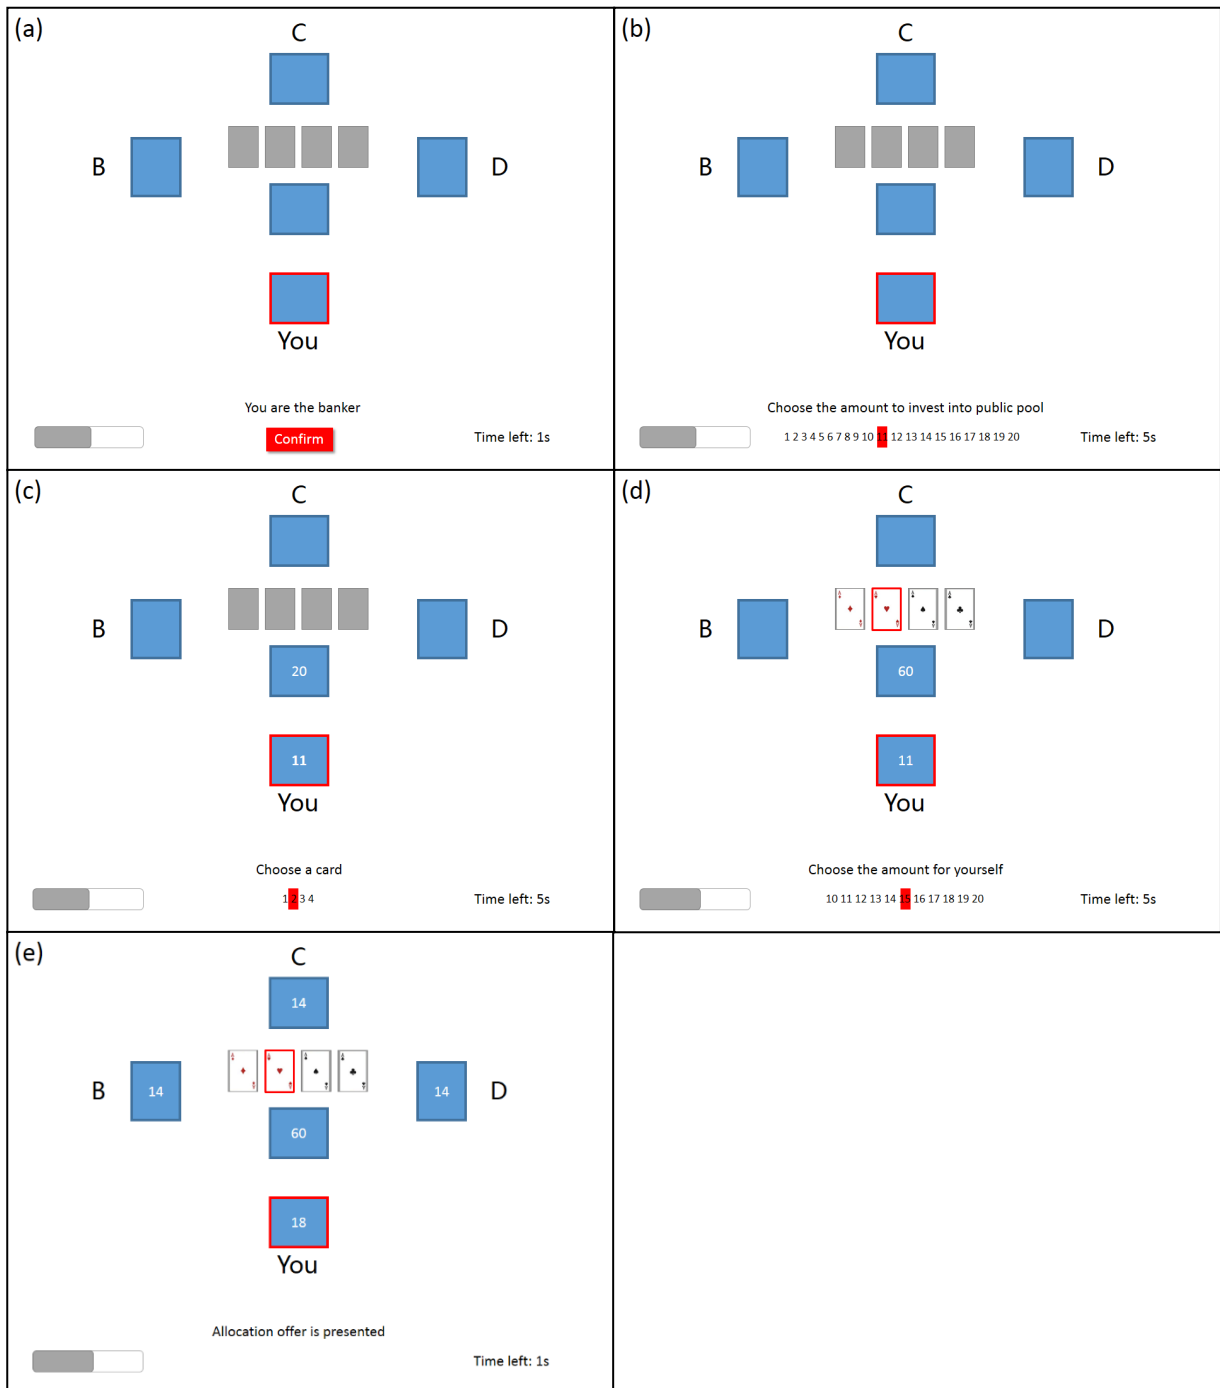 (a)
C
B
D
You
You are the banker
Confirm
Time left: 1s
(b)
C
B
D
You
Choose the amount to invest into public pool
1 2 3 4 5 6 7 8 9 10 11 12 13 14 15 16 17 18 19 20
Time left: 5s
(c)
C
B
D
20
11
You
Choose a card
1 2 3 4
Time left: 5s
(d)
C
A A A A
B
D
60
11
You
Choose the amount for yourself
10 11 12 13 14 15 16 17 18 19 20
Time left: 5s
(e)
C
14
A A A A
B
14
14
D
60
18
You
Allocation offer is presented
Time left: 1s